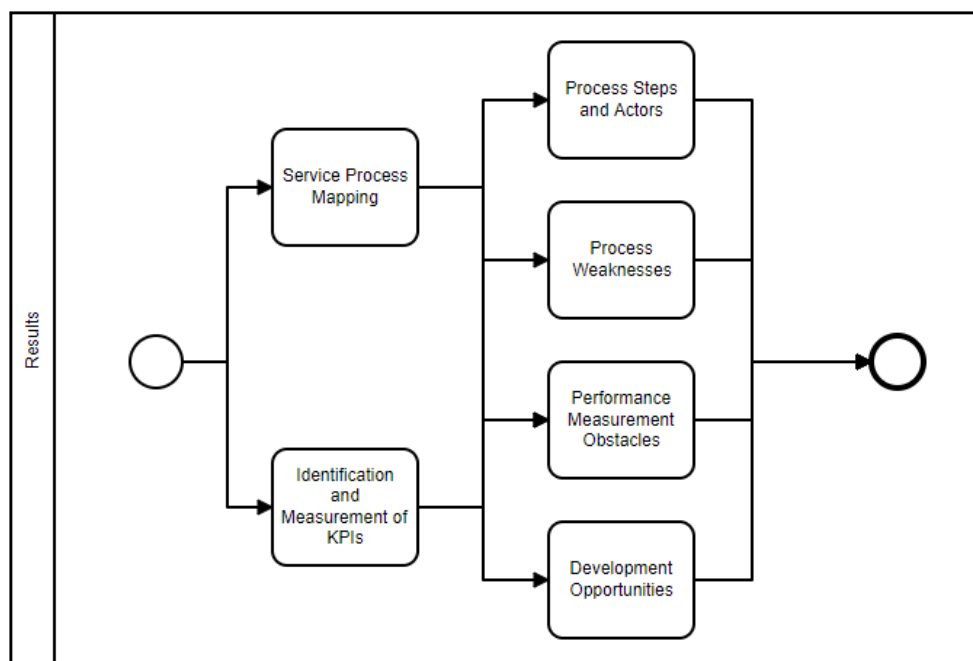 Results
Service Process
Mapping
Identification
and
Measurement of
KPIs
Process Steps
and Actors
Process
Weaknesses
Performance
Measurement
Obstacles
Development
Opportunities